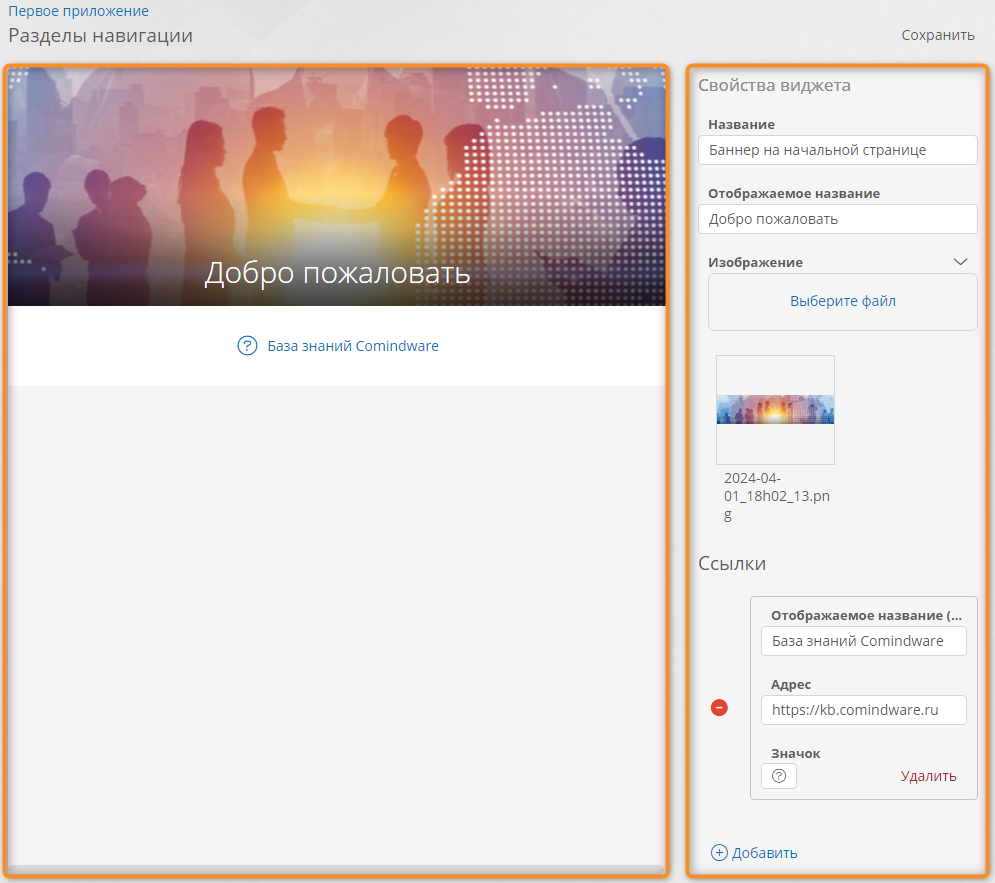 Первое приложение
Разделы навигации
Сохранить
Добро пожаловать
? База знаний Comindware
Свойства виджета
Название
Баннер на начальной странице
Отображаемое название
Добро пожаловать
Изображение
Выберите файл
2024-04-
01_18h02_13.pn
g
Ссылки
Отображаемое название (...
База знаний Comindware
Адрес
https://kb.comindware.ru
Значок
? Удалить
Добавить